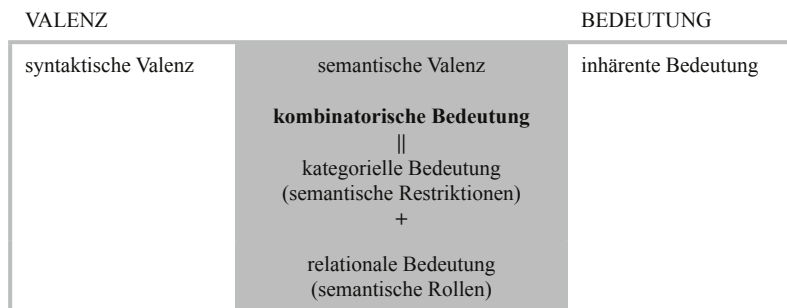 VALENZ BEDEUTUNG
syntaktische Valenz semantische Valenz inhärente Bedeutung
kombinatorische Bedeutung
||
kategorielle Bedeutung
(semantische Restriktionen)
+
relationale Bedeutung
(semantische Rollen)